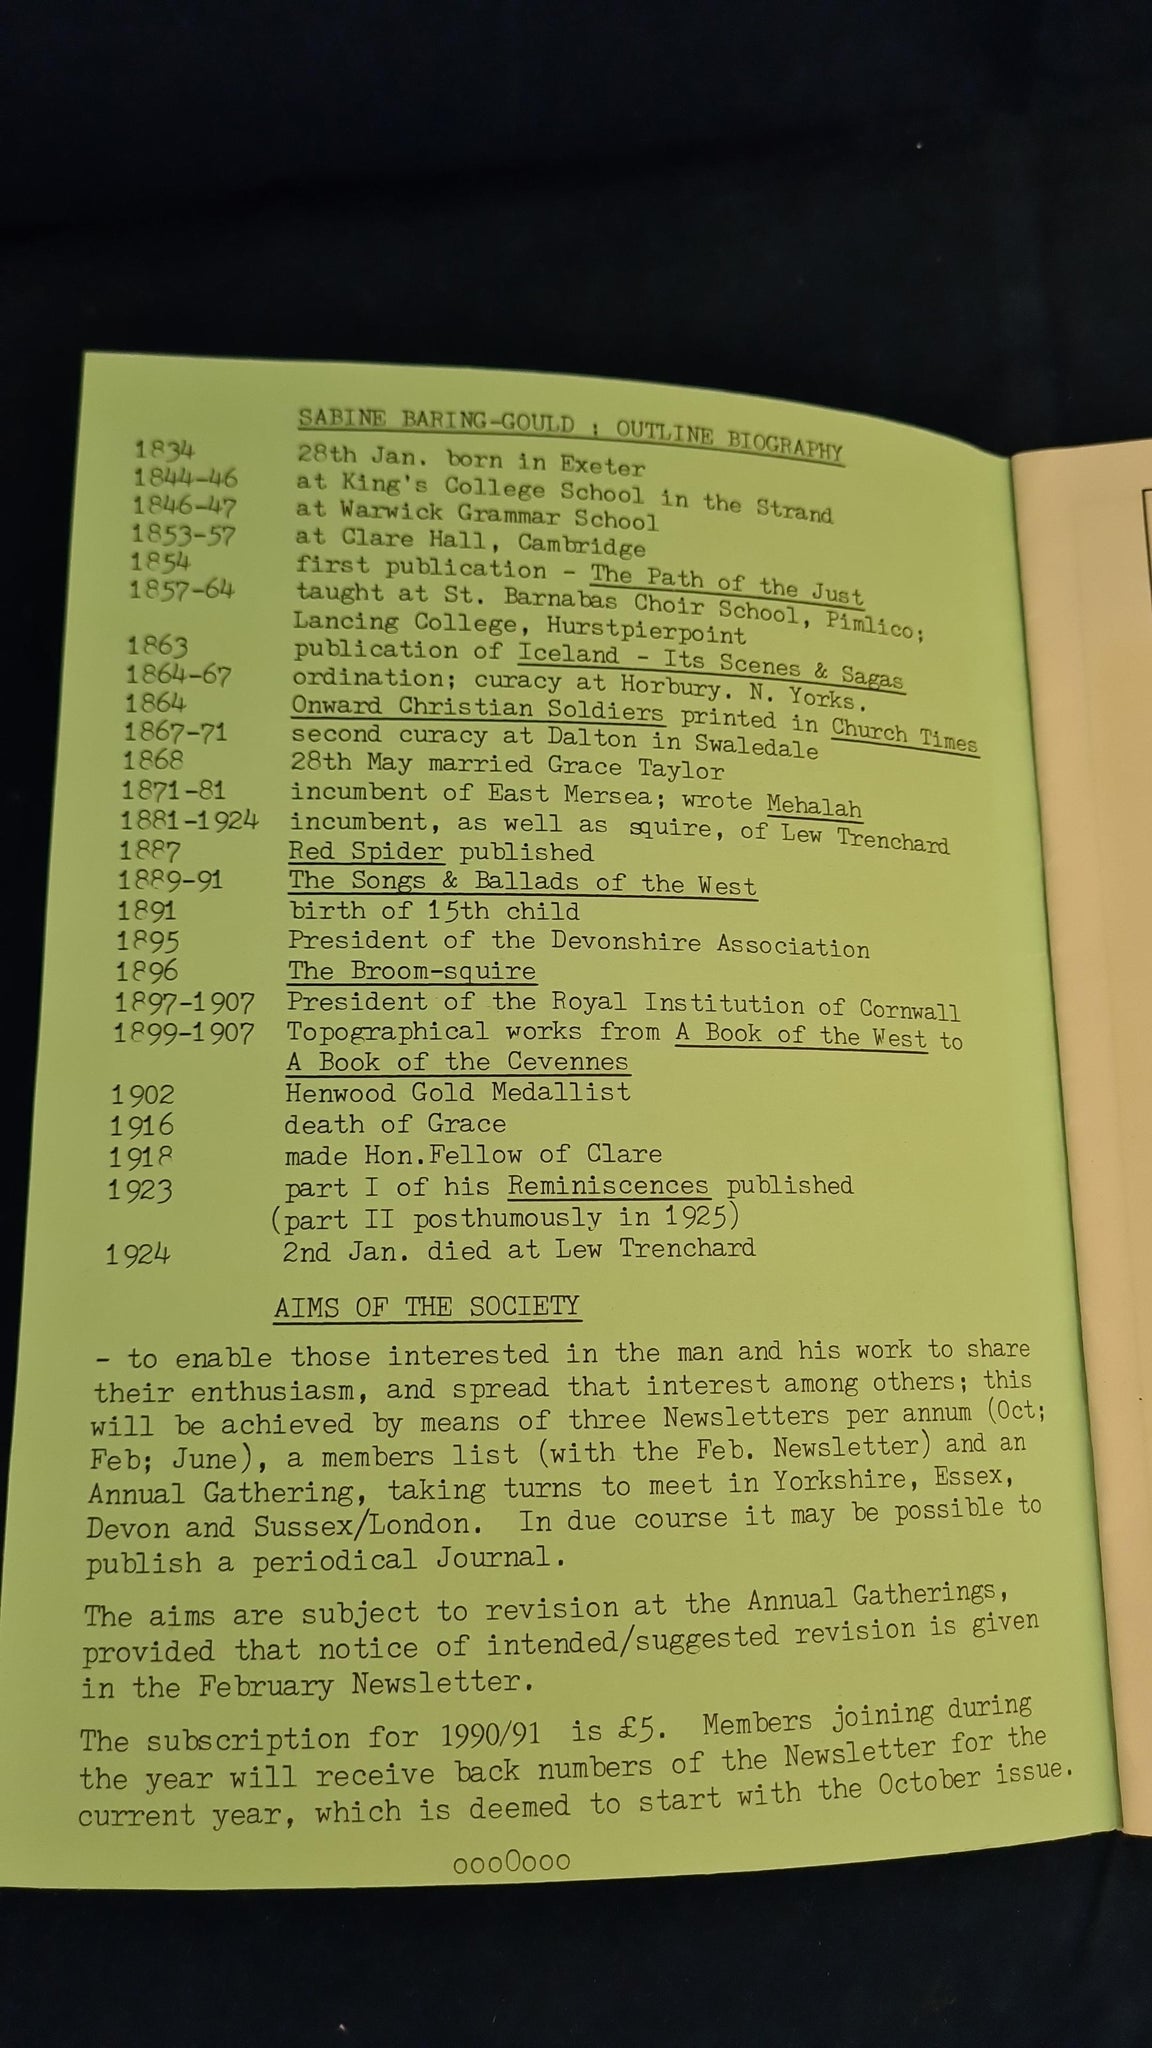 SABINE BARING-GOULD : OUTLINE BIOGRAPHY
1834 28th Jan. born in Exeter
1844-46 at King's College School in the Strand
1846-47 at Warwick Grammar School
1853-57 at Clare Hall, Cambridge
1854 first publication - The Path of the Just
1857-64 taught at St. Barnabas Choir School, Pimlico;
Lancing College, Hurstpierpoint
1863 publication of Iceland - Its Scenes & Sagas
1864-67 ordination; curacy at Horbury. N. Yorks.
1864 Onward Christian Soldiers printed in Church Times
1867-71 second curacy at Dalton in Swaledale
1868 28th May married Grace Taylor
1871-81 incumbent of East Mersea; wrote Mehalah
1881-1924 incumbent, as well as squire, of Lew Trenchard
1887 Red Spider published
1889-91 The Songs & Ballads of the West
1891 birth of 15th child
1895 President of the Devonshire Association
1896 The Broom-squire
1897-1907 President of the Royal Institution of Cornwall
1899-1907 Topographical works from A Book of the West to
A Book of the Cevennes
1902 Henwood Gold Medallist
1916 death of Grace
1918 made Hon.Fellow of Clare
1923 part I of his Reminiscences published
(part II posthumously in 1925)
1924 2nd Jan. died at Lew Trenchard
AIMS OF THE SOCIETY
- to enable those interested in the man and his work to share
their enthusiasm, and spread that interest among others; this
will be achieved by means of three Newsletters per annum (Oct;
Feb; June), a members list (with the Feb. Newsletter) and an
Annual Gathering, taking turns to meet in Yorkshire, Essex,
Devon and Sussex/London. In due course it may be possible to
publish a periodical Journal.
The aims are subject to revision at the Annual Gatherings,
provided that notice of intended/suggested revision is given
in the February Newsletter.
The subscription for 1990/91 is £5. Members joining during
the year will receive back numbers of the Newsletter for the
current year, which is deemed to start with the October issue.
oooOooo